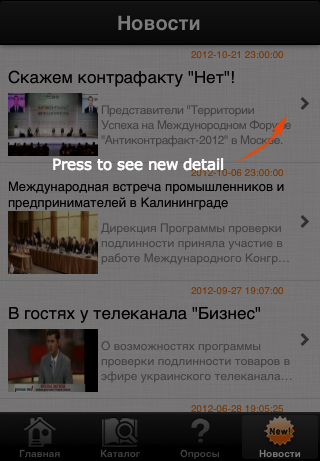 Новости
2012-10-21 23:00:00
Скажем контрафакту "Нет"!
Представители "Территории
Успеха на Международном Форуме
"Антиконтрафакт-2012" в Москве.
Press to see new detail
2012-10-06 23:00:00
Международная встреча промышленников и
предпринимателей в Калининграде
Дирекция Программы проверки
подлинности приняла участие в
работе Международного Конгре...
2012-09-27 19:07:00
В гостях у телеканала "Бизнес"
О возможностях программы
проверки подлинности товаров в
эфире украинского телеканала...
2012-06-28 19:05:25
New!
Главная
Каталог
Опросы
Новости